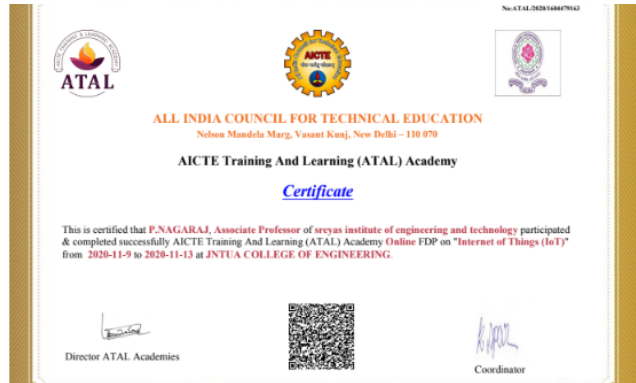 No:ATAL/2020/1600479163
ATAL
AICTE
ALL INDIA COUNCIL FOR TECHNICAL EDUCATION
Nelson Mandela Marg, Vasant Kunj, New Delhi – 110 070
AICTE Training And Learning (ATAL) Academy
Certificate
This is certified that P.NAGARAJ, Associate Professor of sreyas institute of engineering and technology participated
& completed successfully AICTE Training And Learning (ATAL) Academy Online FDP on "Internet of Things (IoT)"
from 2020-11-9 to 2020-11-13 at JNTUA COLLEGE OF ENGINEERING.
Director ATAL Academies
Coordinator